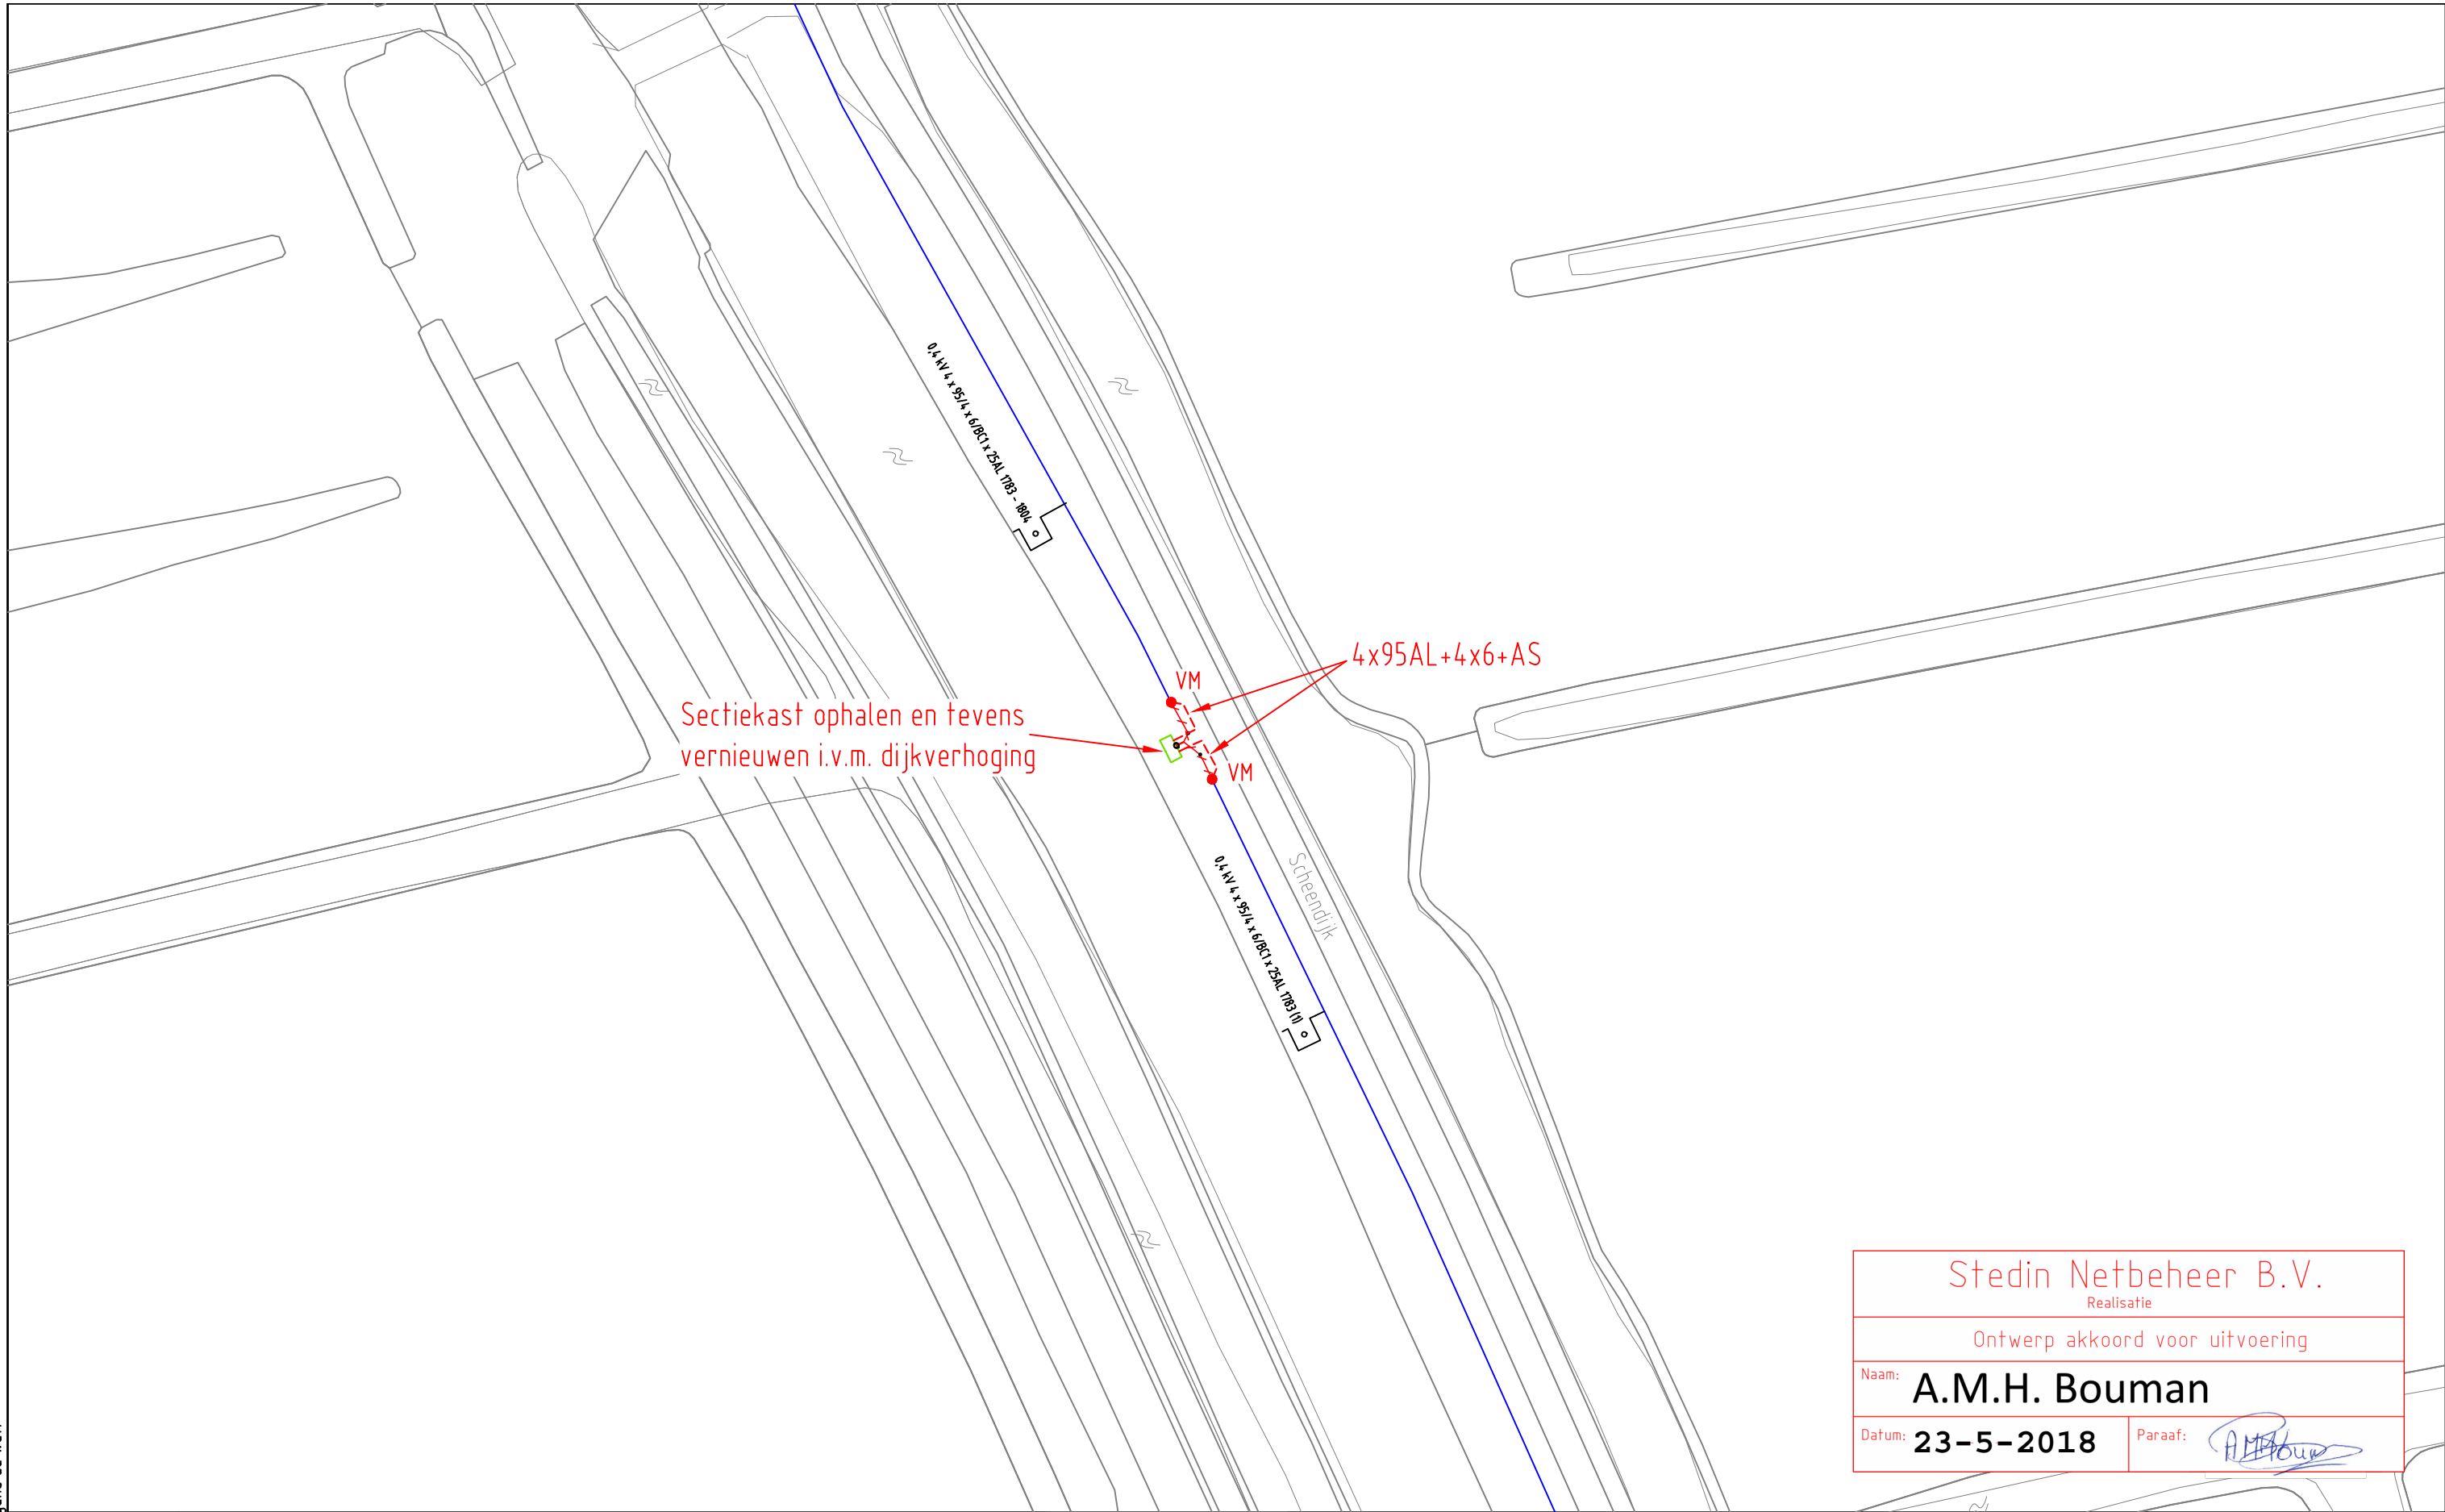 0,4 kV 4 x 95/4 x 6/BC1 x 25AL 1783 - 1804
4x95AL+4x6+AS
VM
Sectiekast ophalen en tevens
vernieuwen i.v.m. dijkverhoging
VM
Scheendijk
0,4 kV 4 x 95/4 x 6/BC1 x 25AL 1783 (1)
Stedin Netbeheer B.V.
Realisatie
Ontwerp akkoord voor uitvoering
Naam: A.M.H. Bouman
Datum: 23-5-2018
Paraaf: AMHBouman